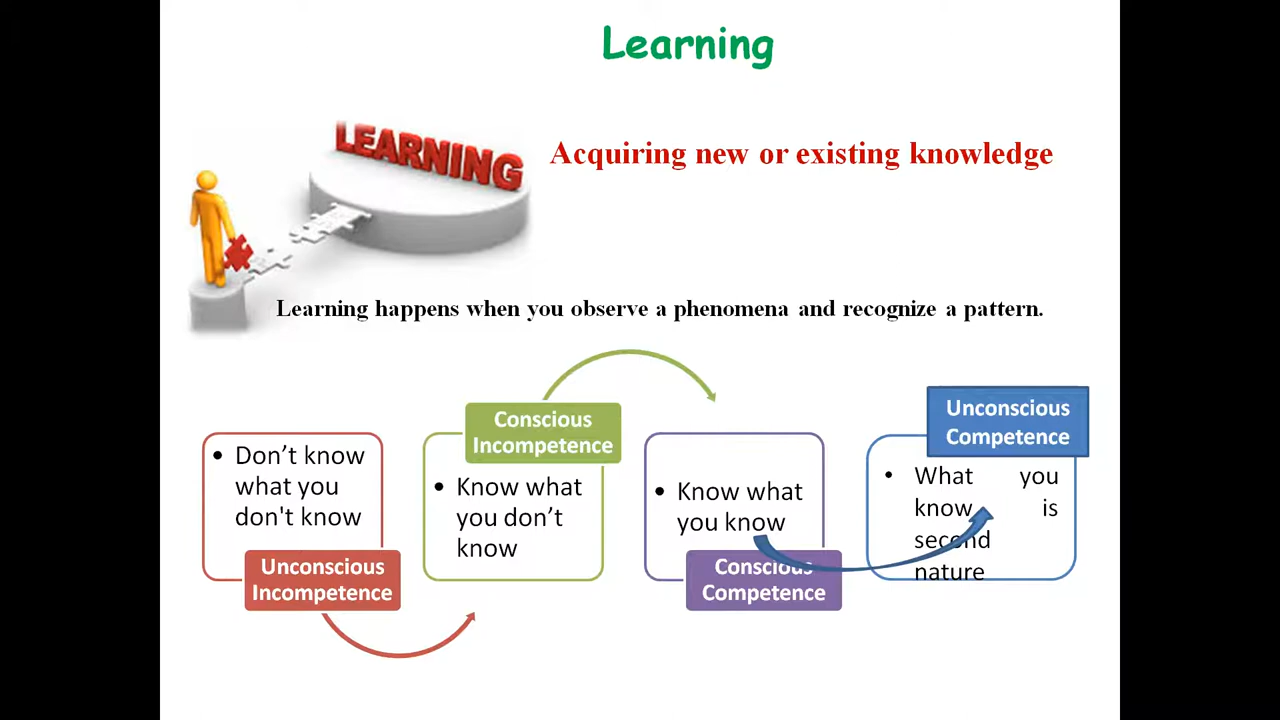 Learning
LEARNING
Acquiring new or existing knowledge
Learning happens when you observe a phenomena and recognize a pattern.
• Don’t know
what you
don't know
Unconscious
Incompetence
Conscious
Incompetence
• Know what
you don’t
know
• Know what
you know
Conscious
Competence
Unconscious
Competence
• What you
know is
second
nature